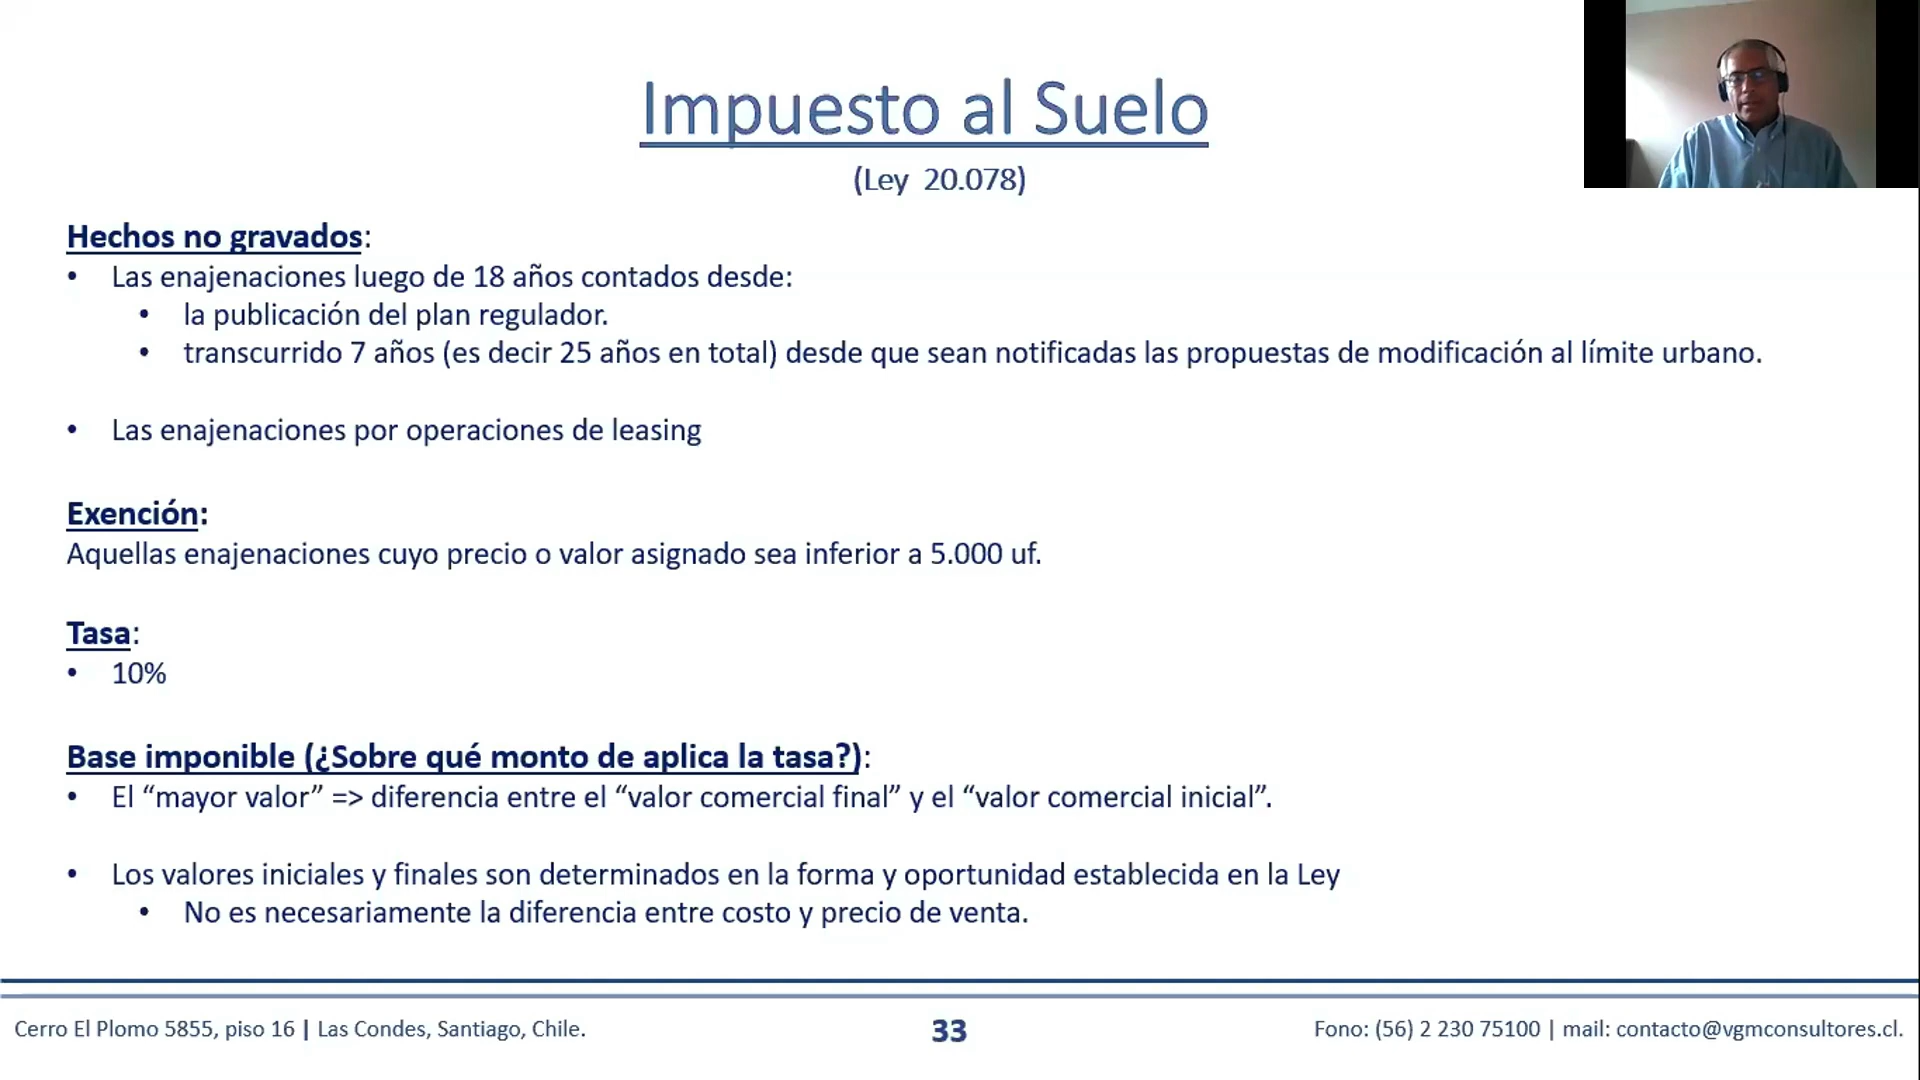 Impuesto al Suelo
(Ley 20.078)
Hechos no gravados:
• Las enajenaciones luego de 18 años contados desde:
• la publicación del plan regulador.
• transcurrido 7 años (es decir 25 años en total) desde que sean notificadas las propuestas de modificación al límite urbano.
• Las enajenaciones por operaciones de leasing
Exención:
Aquellas enajenaciones cuyo precio o valor asignado sea inferior a 5.000 uf.
Tasa:
• 10%
Base imponible (¿Sobre qué monto de aplica la tasa?):
• El “mayor valor” => diferencia entre el “valor comercial final” y el “valor comercial inicial”.
• Los valores iniciales y finales son determinados en la forma y oportunidad establecida en la Ley
• No es necesariamente la diferencia entre costo y precio de venta.
Cerro El Plomo 5855, piso 16 | Las Condes, Santiago, Chile.
33
Fono: (56) 2 230 75100 | mail: contacto@vgmconsultores.cl.